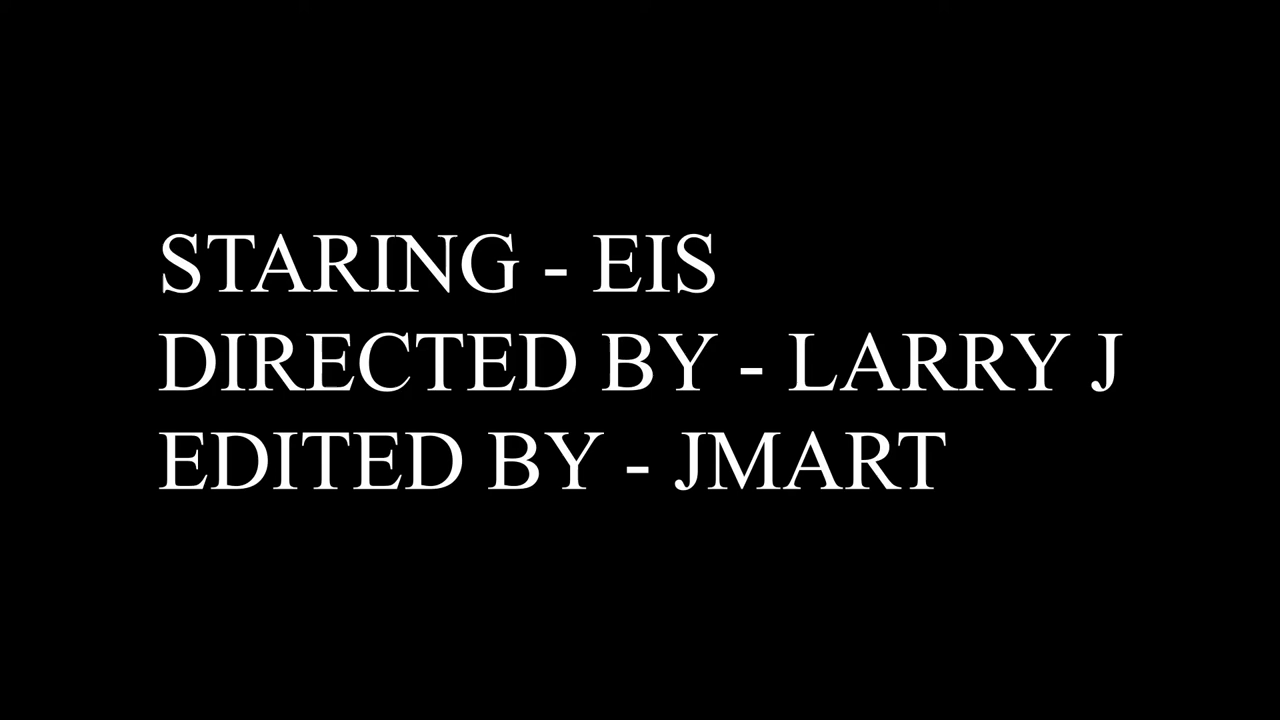 STARING - EIS
DIRECTED BY - LARRY J
EDITED BY - JMART